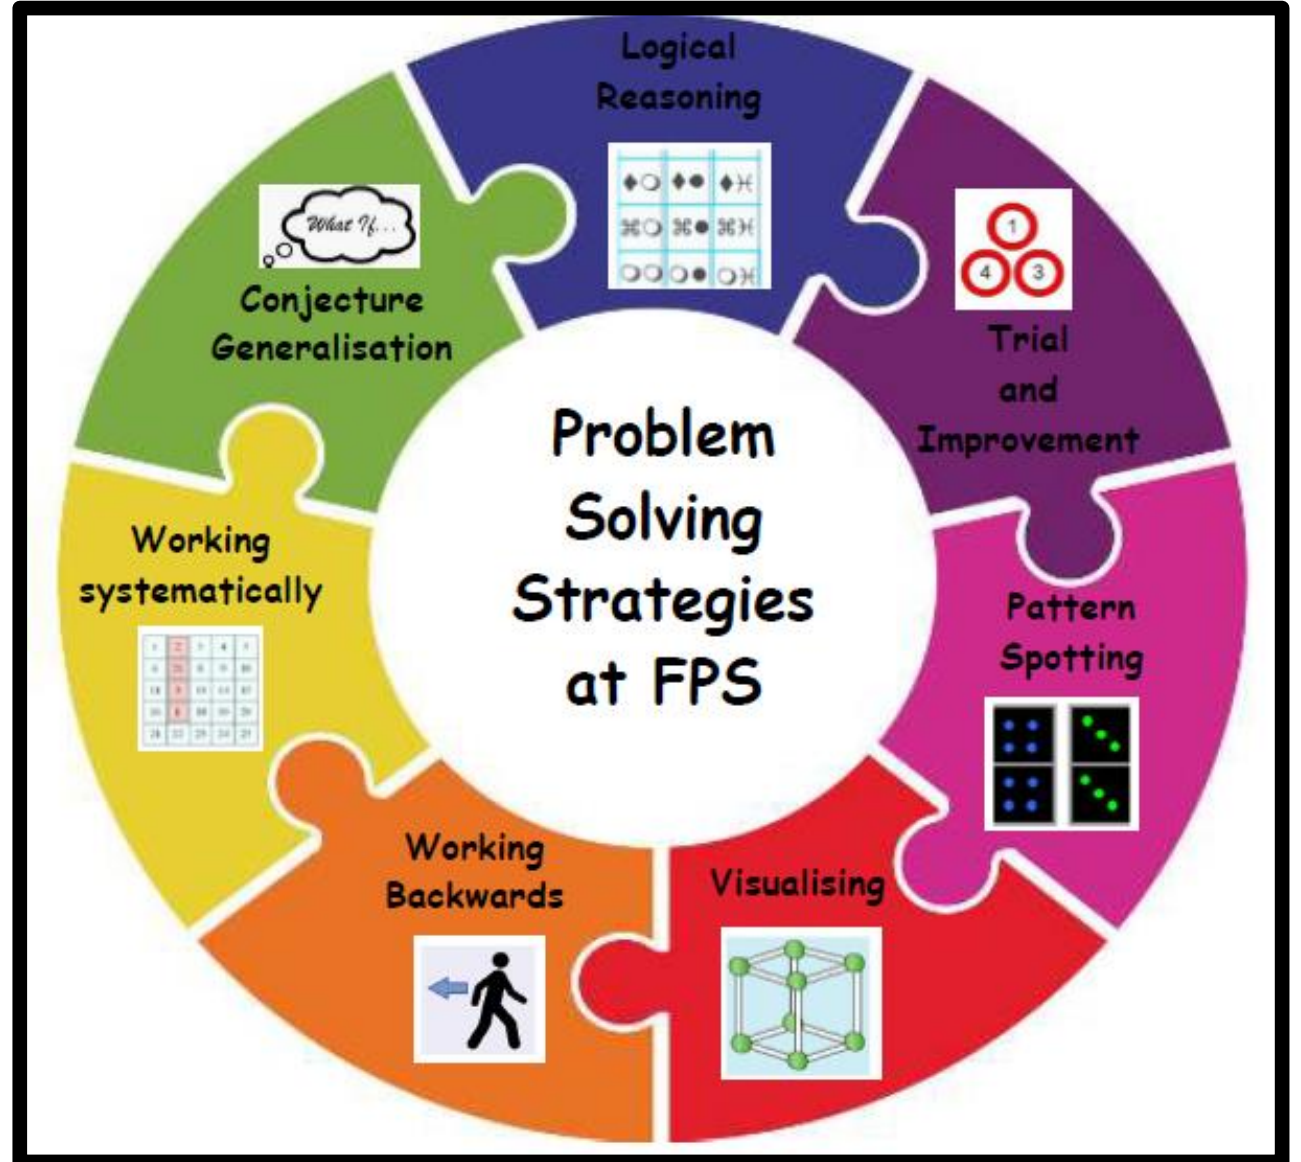 Logical
Reasoning
What If...
Conjecture
Generalisation
1
4 3
Trial
and
Improvement
Problem
Solving
Strategies
at FPS
Working
systematically
Pattern
Spotting
Working
Backwards
Visualising